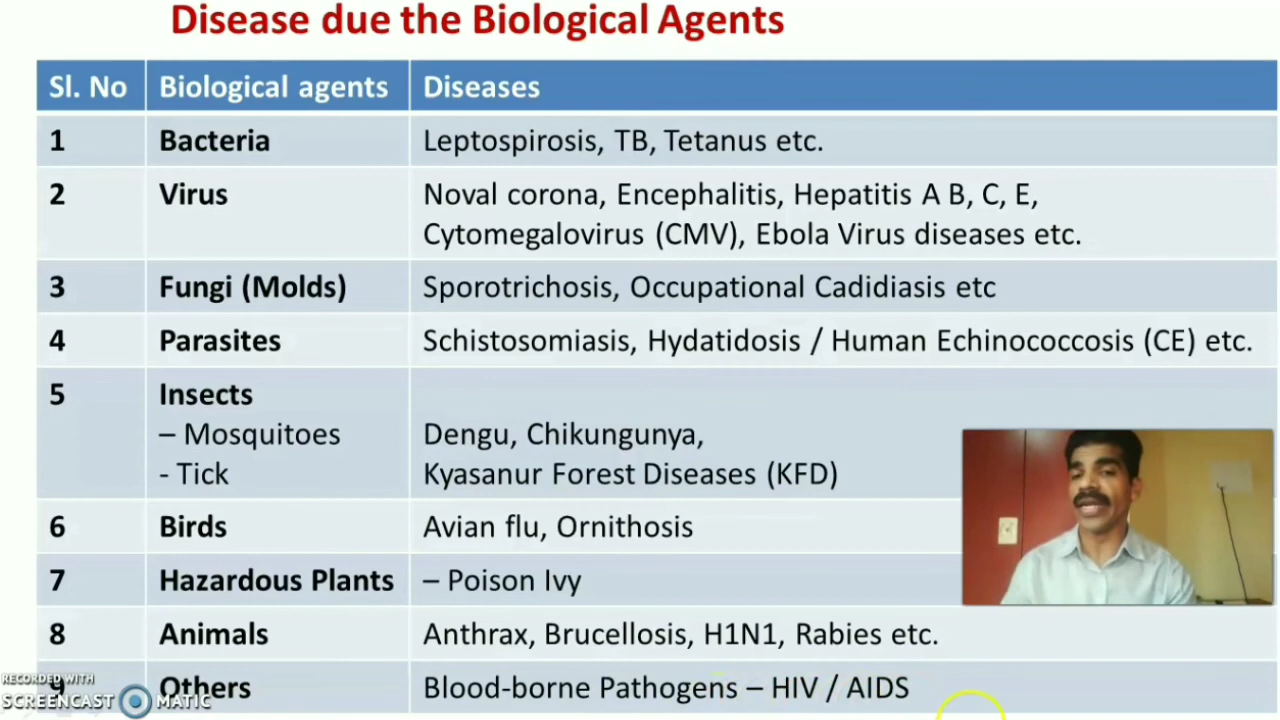 Disease due the Biological Agents
Sl. No Biological agents Diseases
1 Bacteria Leptospirosis, TB, Tetanus etc.
2 Virus Noval corona, Encephalitis, Hepatitis A B, C, E,
Cytomegalovirus (CMV), Ebola Virus diseases etc.
3 Fungi (Molds) Sporotrichosis, Occupational Cadidiasis etc
4 Parasites Schistosomiasis, Hydatidosis / Human Echinococcosis (CE) etc.
5 Insects
– Mosquitoes Dengu, Chikungunya,
- Tick Kyasanur Forest Diseases (KFD)
6 Birds Avian flu, Ornithosis
7 Hazardous Plants – Poison Ivy
8 Animals Anthrax, Brucellosis, H1N1, Rabies etc.
9 Others Blood-borne Pathogens – HIV / AIDS
RECORDED WITH
SCREENCAST MATIC